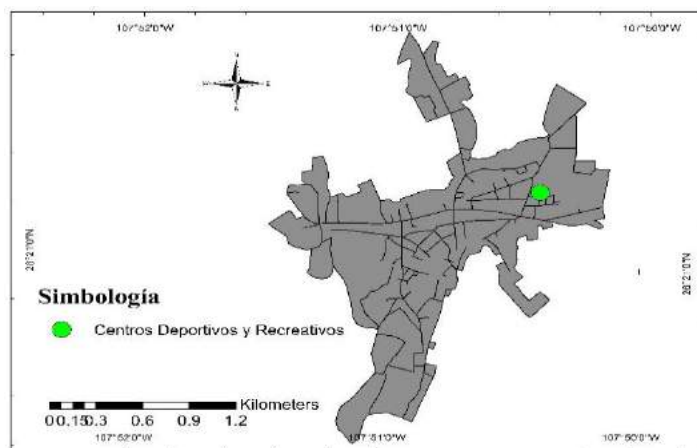 107°52'0"W 107°51'0"W 107°50'0"W
N
W E
S
26°21'0"N 26°21'0"N
Simbología
Centros Deportivos y Recreativos
Kilometers
0 0.15 0.3 0.6 0.9 1.2
107°52'0"W 107°51'0"W 107°50'0"W